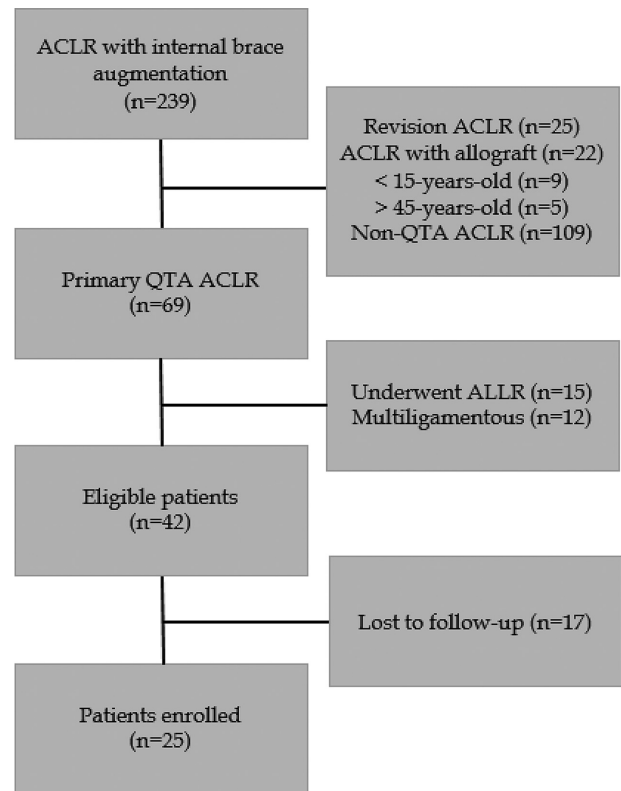 ACLR with internal brace
augmentation
(n=239)
Revision ACLR (n=25)
ACLR with allograft (n=22)
< 15-years-old (n=9)
> 45-years-old (n=5)
Non-QTA ACLR (n=109)
Primary QTA ACLR
(n=69)
Underwent ALLR (n=15)
Multiligamentous (n=12)
Eligible patients
(n=42)
Lost to follow-up (n=17)
Patients enrolled
(n=25)